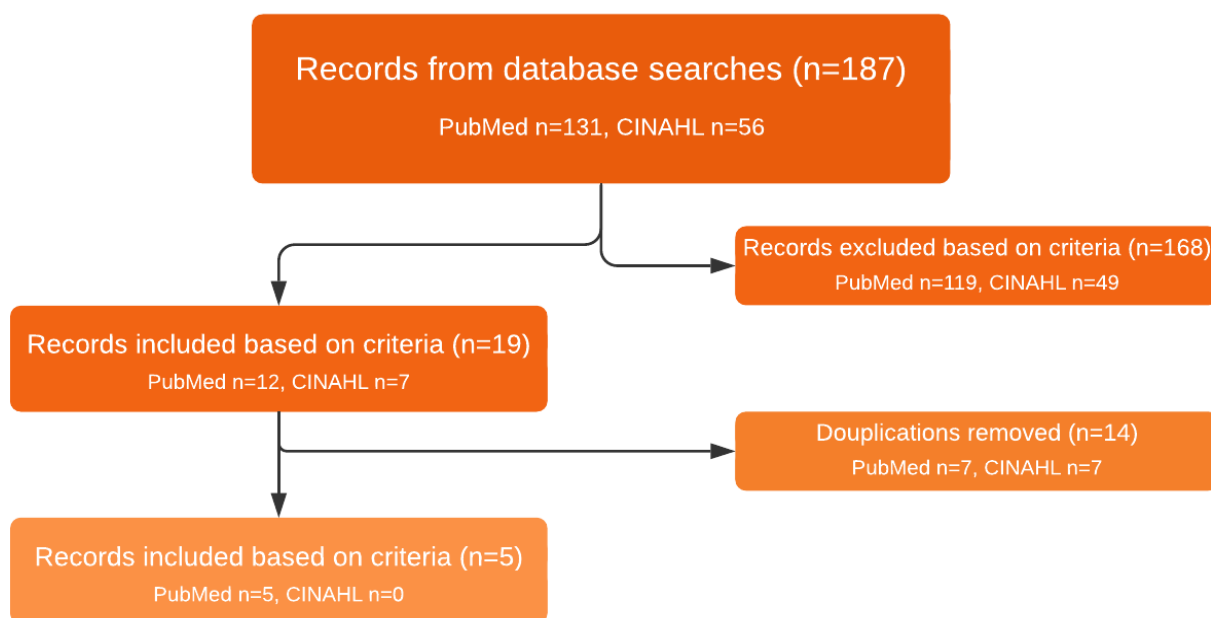 Records from database searches (n=187)
PubMed n=131, CINAHL n=56
Records excluded based on criteria (n=168)
PubMed n=119, CINAHL n=49
Records included based on criteria (n=19)
PubMed n=12, CINAHL n=7
Douplications removed (n=14)
PubMed n=7, CINAHL n=7
Records included based on criteria (n=5)
PubMed n=5, CINAHL n=0